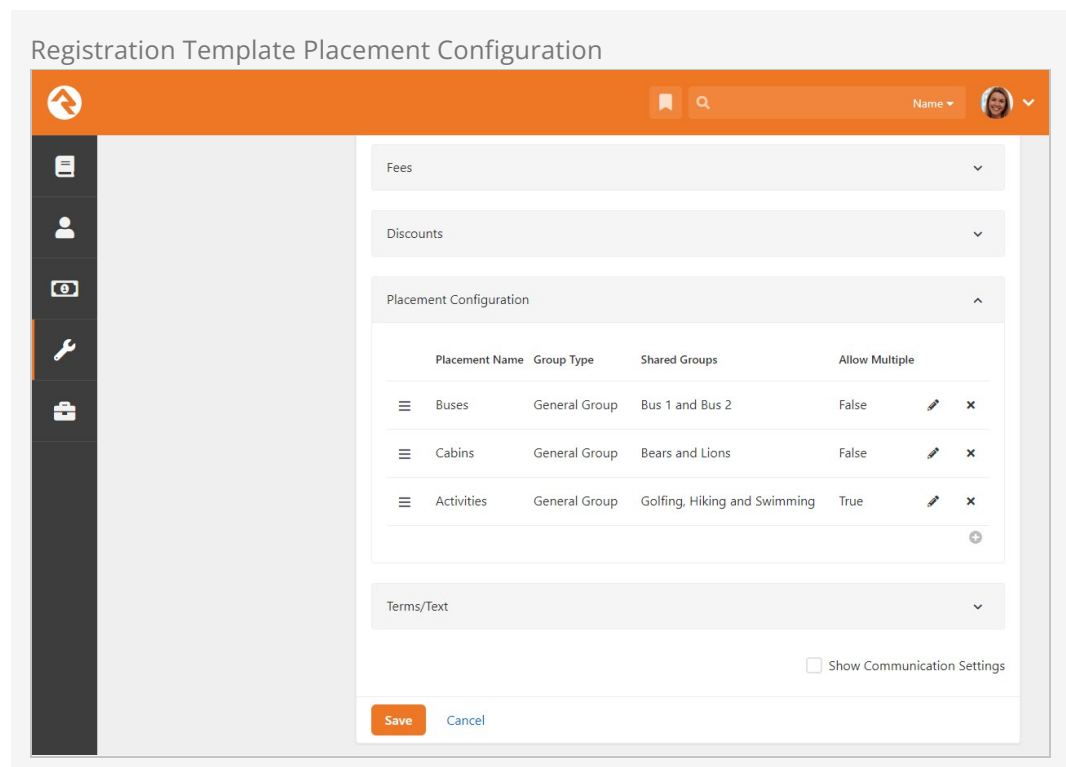 Registration Template Placement Configuration
Name
Fees
Discounts
Placement Configuration
Placement Name Group Type Shared Groups Allow Multiple
Buses General Group Bus 1 and Bus 2 False
Cabins General Group Bears and Lions False
Activities General Group Golfing, Hiking and Swimming True
Terms/Text
Show Communication Settings
Save Cancel